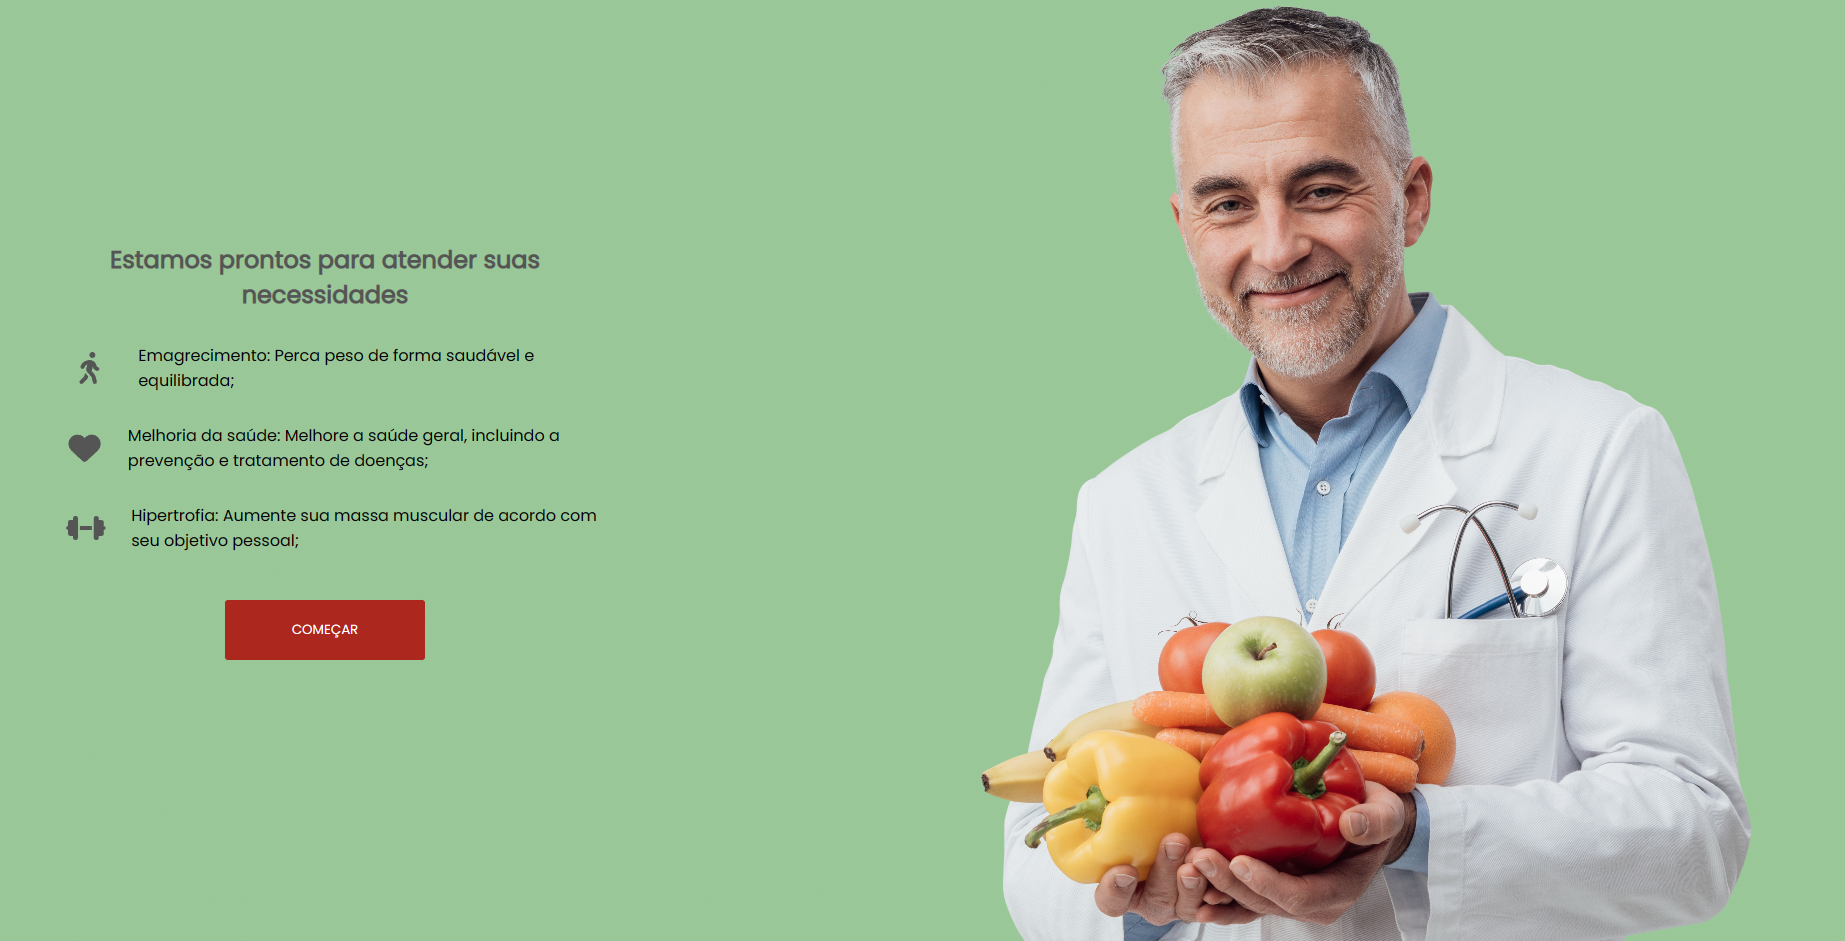 Estamos prontos para atender suas
necessidades
Emagrecimento: Perca peso de forma saudável e
equilibrada;
Melhoria da saúde: Melhore a saúde geral, incluindo a
prevenção e tratamento de doenças;
Hipertrofia: Aumente sua massa muscular de acordo com
seu objetivo pessoal;
COMEÇAR